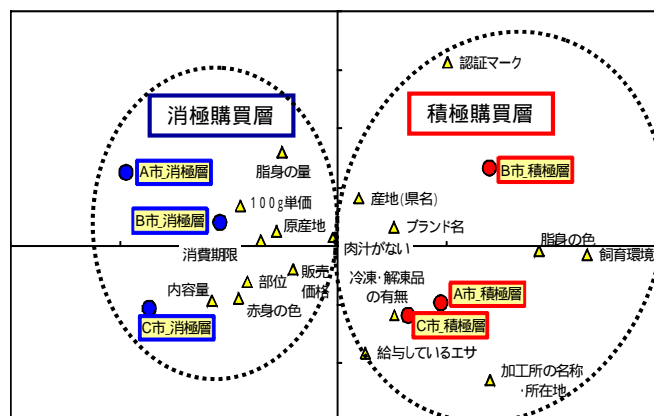 認証マーク
消極購買層
積極購買層
脂身の量
A市_消極層
B市_積極層
100g単価
産地(県名)
B市_消極層
原産地
ブランド名
消費期限
肉汁がない
脂身の色
飼育環境
部位
販売
価格
冷凍・解凍品
の有無
内容量
赤身の色
A市_積極層
C市_消極層
C市_積極層
給与しているエサ
加工所の名称
・所在地